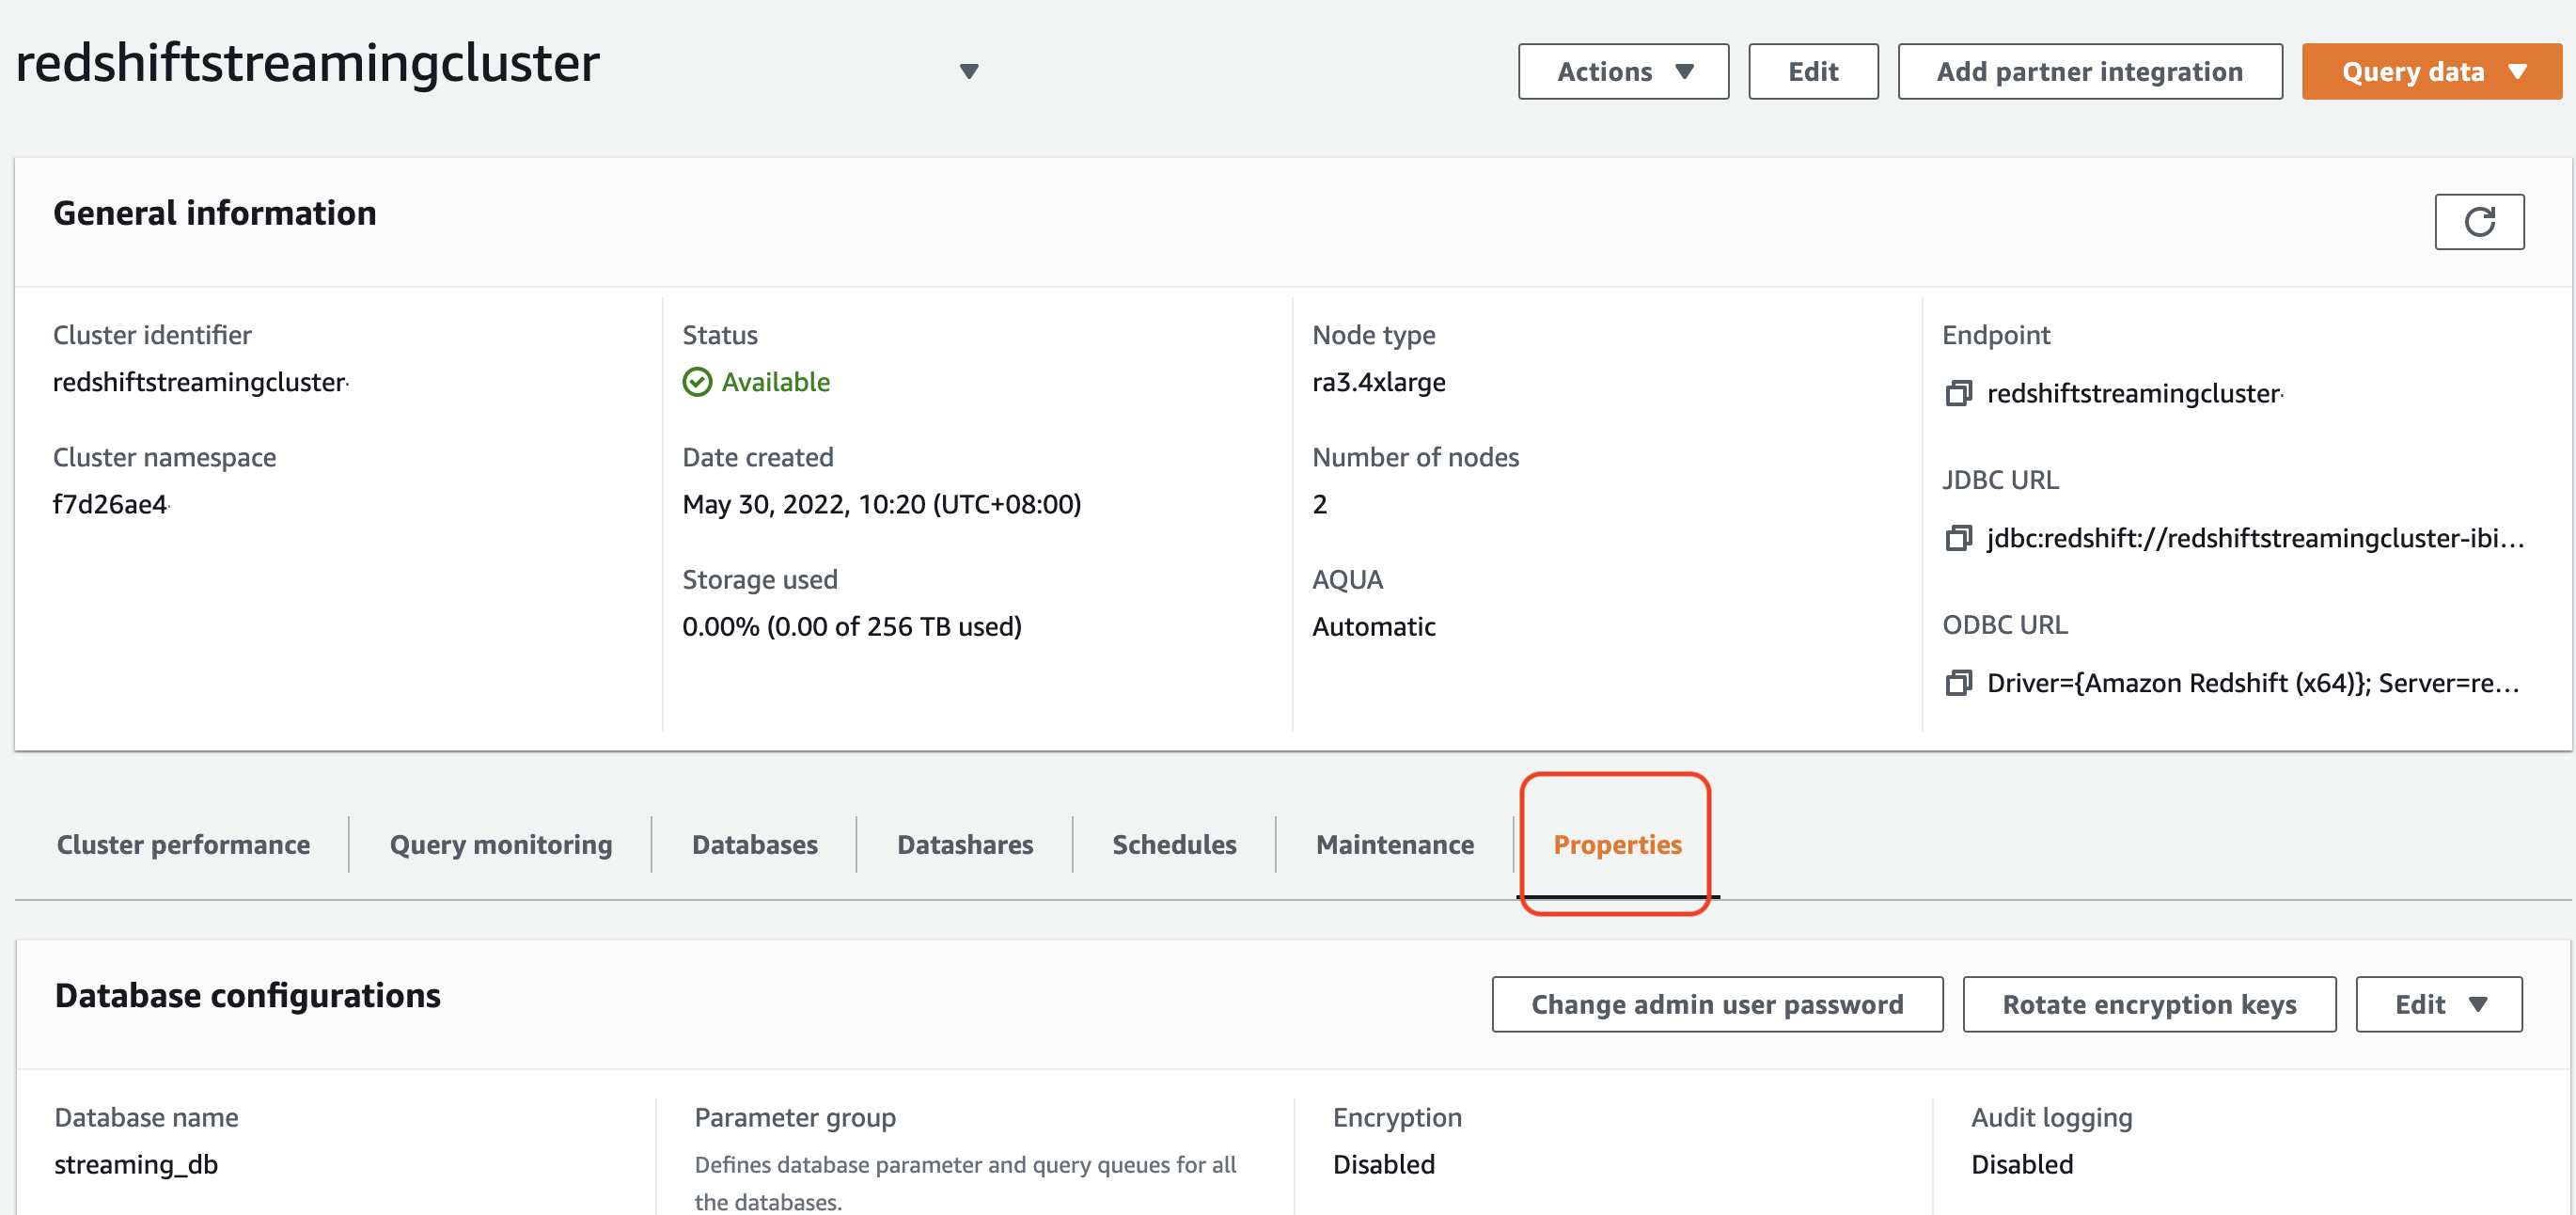 redshiftstreamingcluster
Actions
Edit
Add partner integration
Query data
General information
Cluster identifier
redshiftstreamingcluster
Cluster namespace
f7d26ae4
Status
Available
Date created
May 30, 2022, 10:20 (UTC+08:00)
Storage used
0.00% (0.00 of 256 TB used)
Node type
ra3.4xlarge
Number of nodes
2
AQUA
Automatic
Endpoint
redshiftstreamingcluster
JDBC URL
jdbc:redshift://redshiftstreamingcluster-ibi...
ODBC URL
Driver={Amazon Redshift (x64)}; Server=re...
Cluster performance
Query monitoring
Databases
Datashares
Schedules
Maintenance
Properties
Database configurations
Change admin user password
Rotate encryption keys
Edit
Database name
streaming_db
Parameter group
Defines database parameter and query queues for all
the databases.
Encryption
Disabled
Audit logging
Disabled